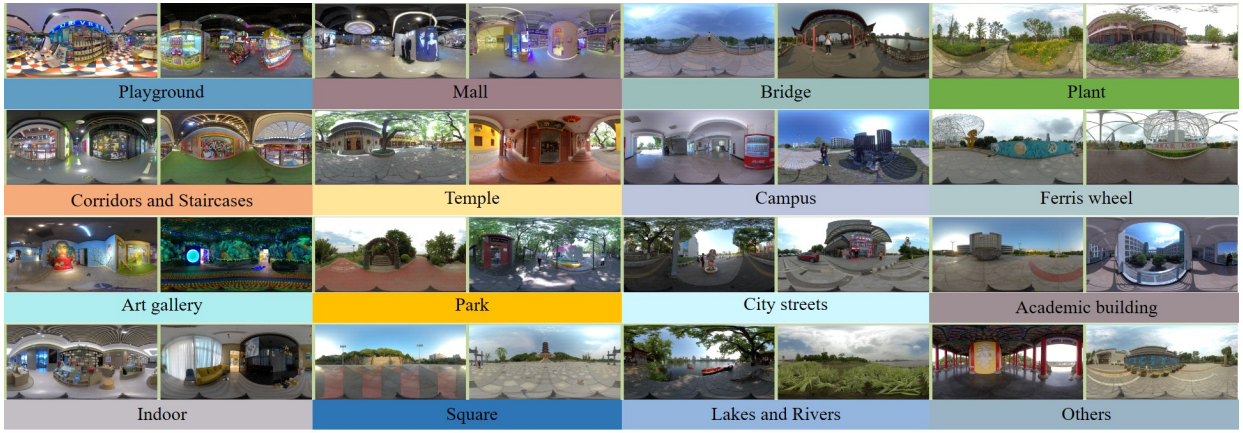 Playground
Mall
Bridge
Plant
Corridors and Staircases
Temple
Campus
Ferris wheel
Art gallery
Park
City streets
Academic building
Indoor
Square
Lakes and Rivers
Others